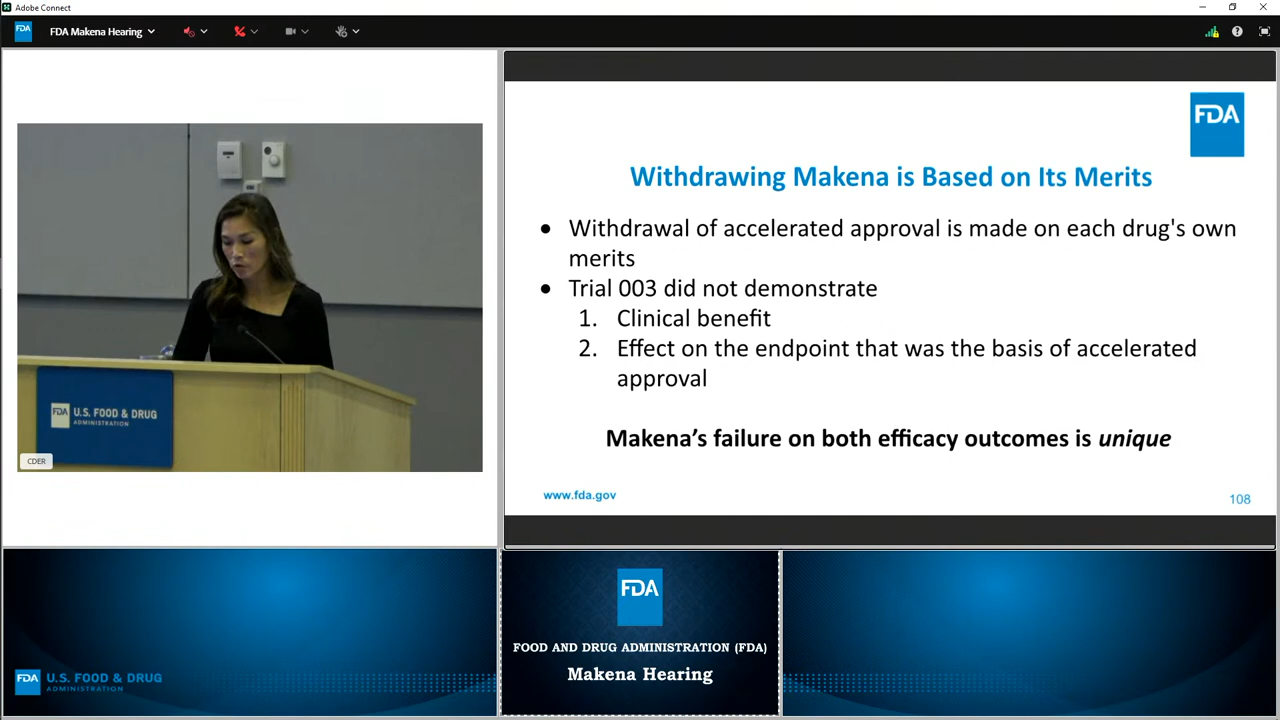 Adobe Connect
FDA
FDA Makena Hearing
FDA
Withdrawing Makena is Based on Its Merits
• Withdrawal of accelerated approval is made on each drug's own
merits
• Trial 003 did not demonstrate
1. Clinical benefit
2. Effect on the endpoint that was the basis of accelerated
approval
Makena's failure on both efficacy outcomes is unique
www.fda.gov
108
FDA U.S. FOOD & DRUG
ADMINISTRATION
CDER
FDA
FOOD AND DRUG ADMINISTRATION (FDA)
Makena Hearing
FDA U.S. FOOD & DRUG
ADMINISTRATION